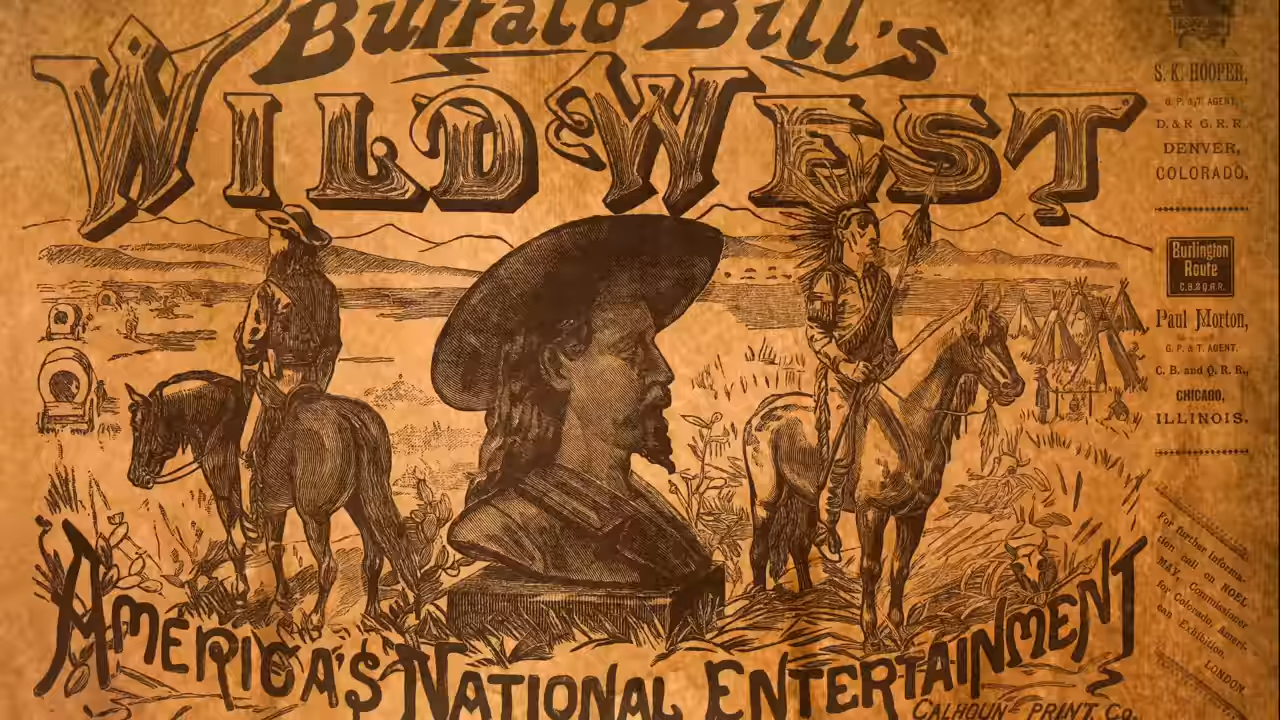 Buffalo Bill's
WILD WEST
AMERICA'S NATIONAL ENTERTAINMENT
CALHOUN PRINT CO.
S. K. HOOPER,
G. P. & T. AGENT,
D. & R. G. R. R.
DENVER,
COLORADO,
Burlington
Route
C.B.& Q.R.R.
Paul Morton,
G. P. & T. AGENT.
C. B. and Q. R. R.,
CHICAGO,
ILLINOIS.
For further informa-
tion call on NOEL
MAY, Commissioner
for Colorado, Ameri-
can Exhibition,
LONDON.